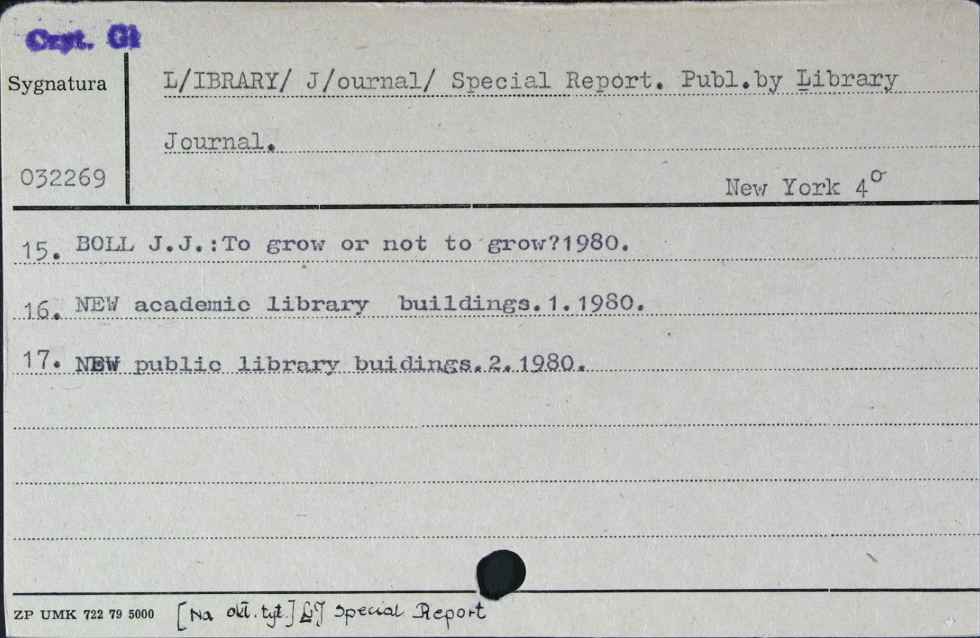 Czyt. Gł
Sygnatura
L/IBRARY/ J/ournal/ Special Report. Publ.by Library
Journal.
032269
New York 4°
15. BOLL J.J.:To grow or not to grow?1980.
16. NEW academic library buildings.1.1980.
17. NEW public library buidings.2.1980.
ZP UMK 722 79 5000 [Na okł. tyt.] LJ Special Report